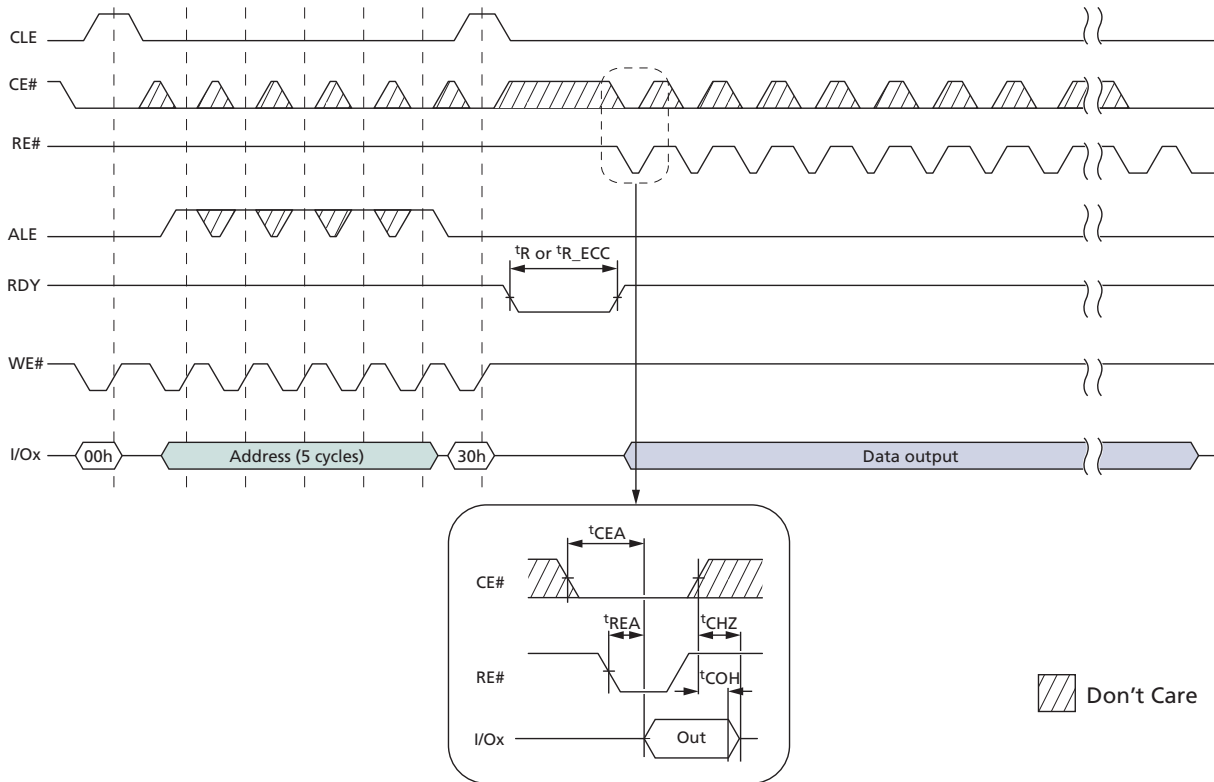 CLE
CE#
RE#
ALE
tR or tR_ECC
RDY
WE#
I/Ox 00h Address (5 cycles) 30h Data output
tCEA
CE#
tREA tCHZ
RE# tCOH
I/Ox Out
Don't Care